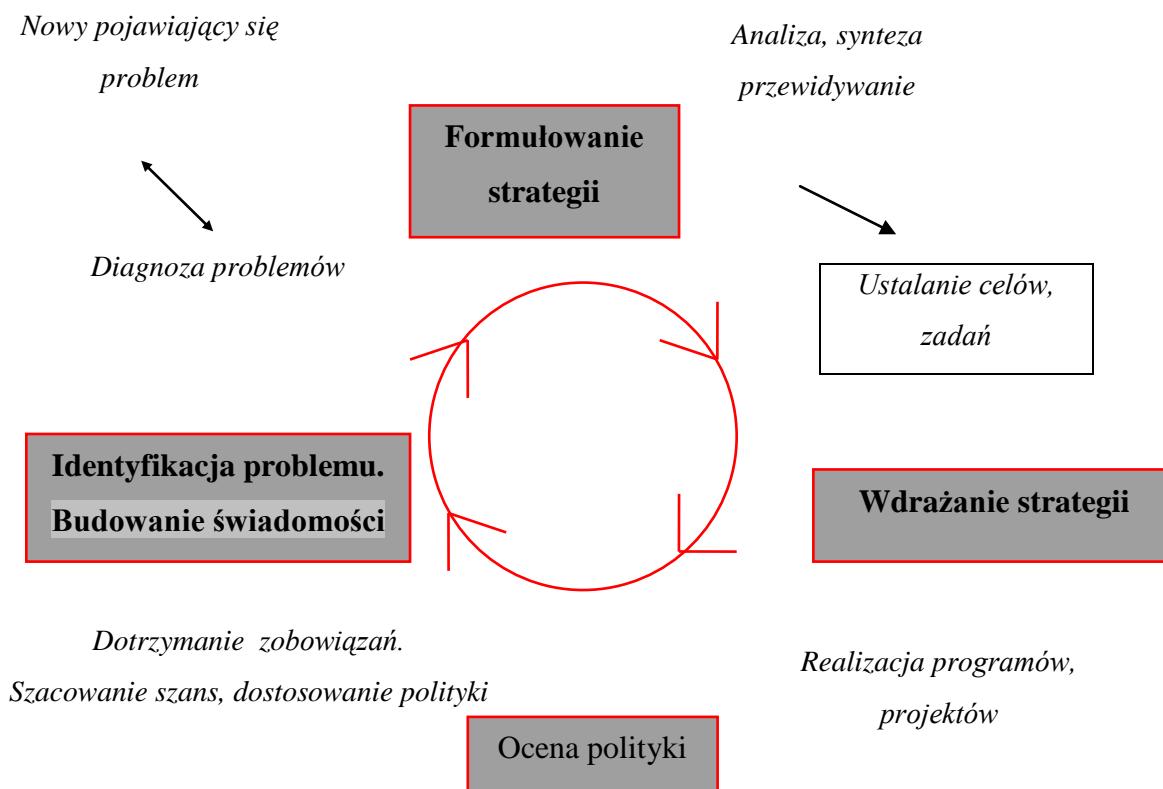 Nowy pojawiający się
problem
Analiza, synteza
przewidywanie
Formułowanie
strategii
Diagnoza problemów
Ustalanie celów,
zadań
Identyfikacja problemu.
Budowanie świadomości
Wdrażanie strategii
Dotrzymanie zobowiązań.
Szacowanie szans, dostosowanie polityki
Realizacja programów,
projektów
Ocena polityki